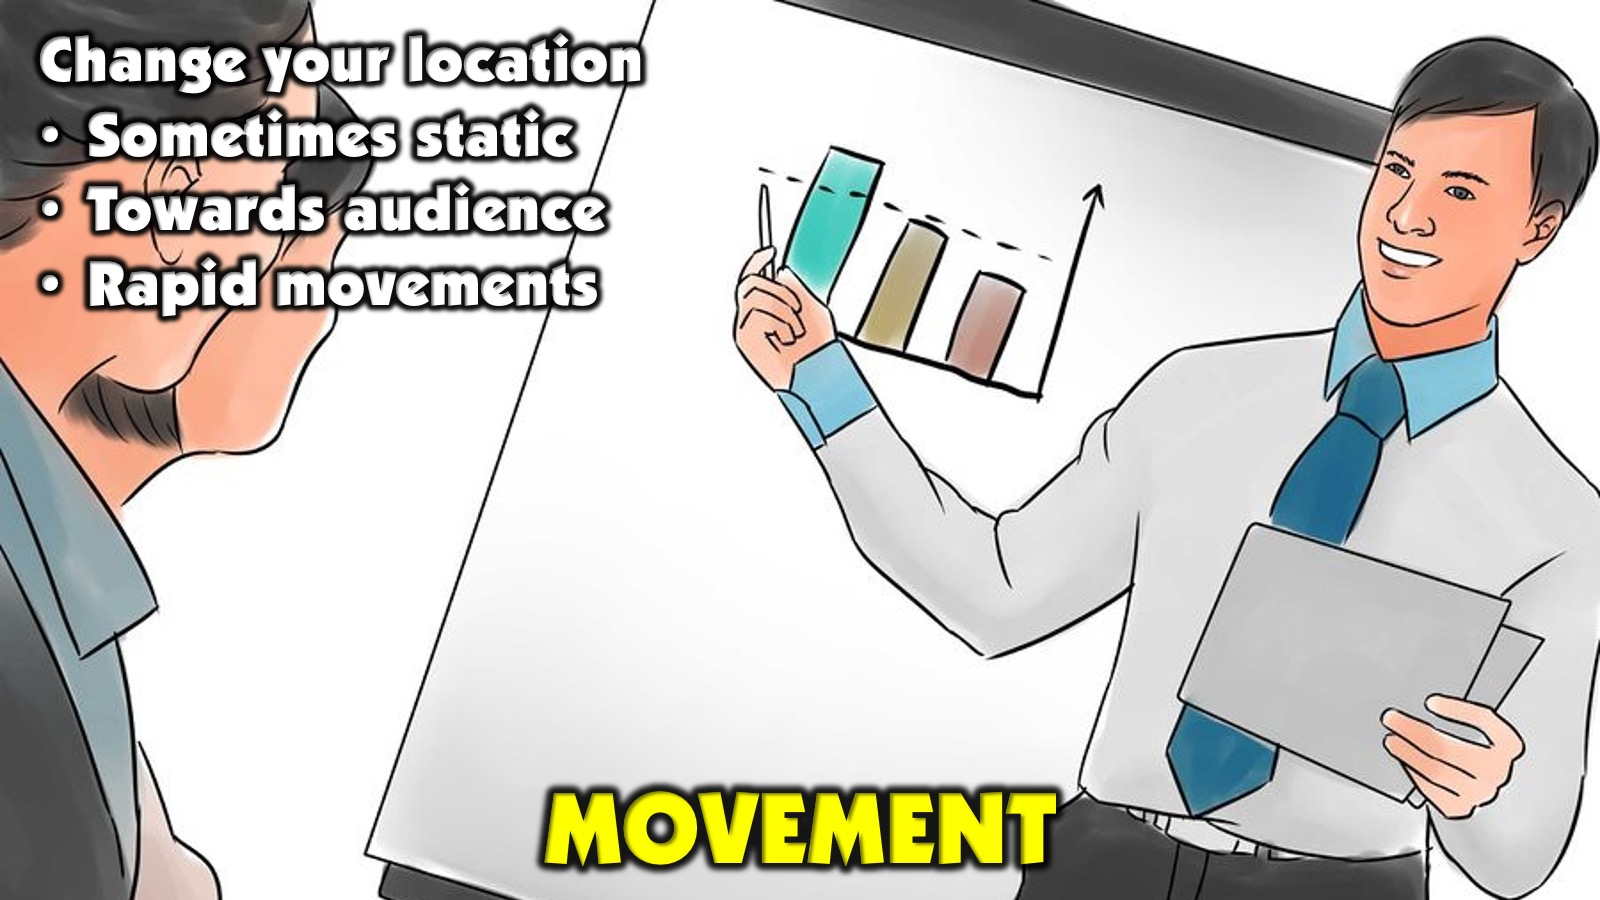 Change your location
• Sometimes static
• Towards audience
• Rapid movements
MOVEMENT